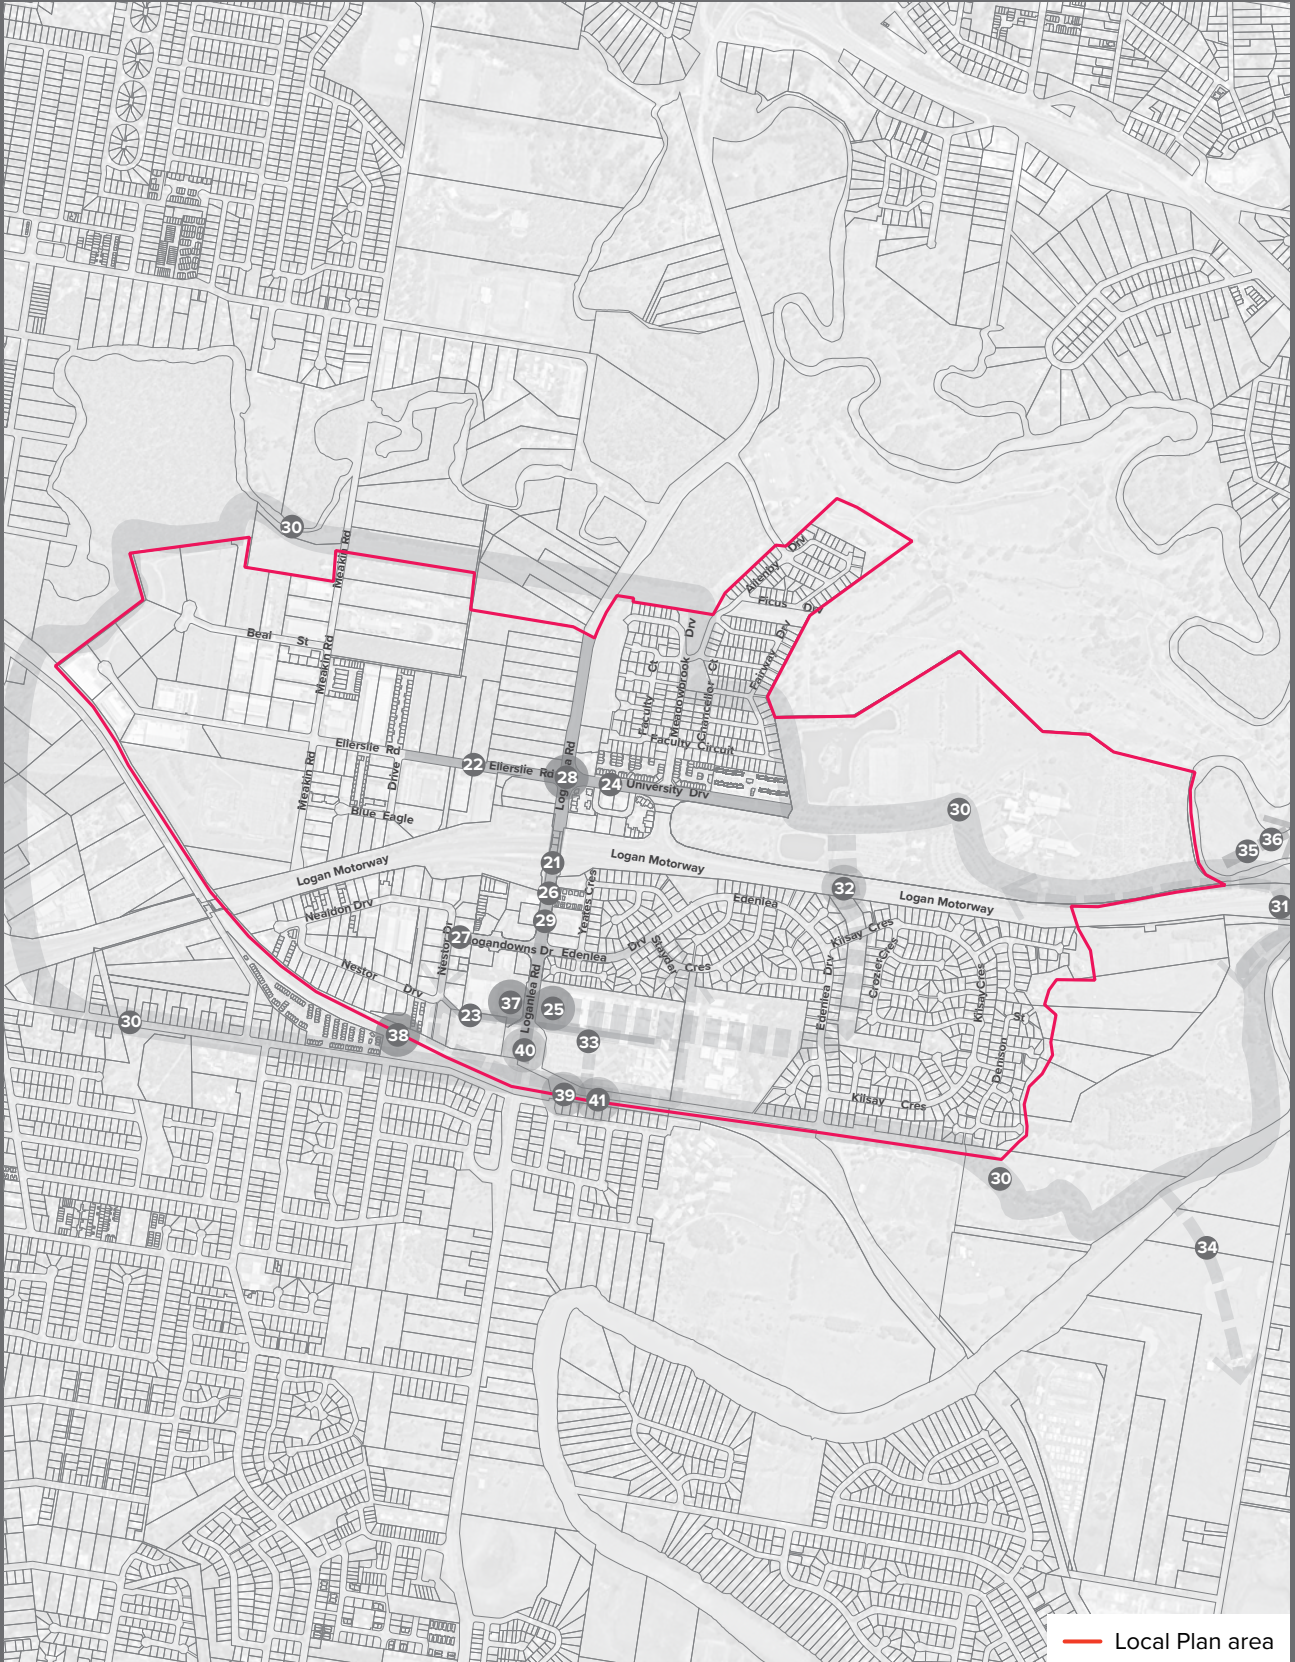 30
Meakin Rd
Altenby Drv
Ficus Drv
Beal St
Meakin Rd
Drv
Ct
Meadowbrook
Chancellor Ct
Fairway Drv
Faculty
Faculty Circuit
Ellerslie Rd
22
Ellerslie Rd
28
24
University Drv
Meakin Rd
Drive
Blue Eagle
30
36
35
21
Logan Motorway
Logan Motorway
32
Logan Motorway
31
26
Yeates Cres
Edenlea
Nealdon Drv
29
Kilsay Cres
27
Nestor Dr
Logandowns Dr
Edenlea
Drv
Staydar
Cres
Crozier Cres
Nestor
Drv
Edenlea Drv
Kilsay Cres
Loganlea Rd
37
25
23
St
30
38
33
40
Denison
39
41
Kilsay Cres
30
34
Local Plan area